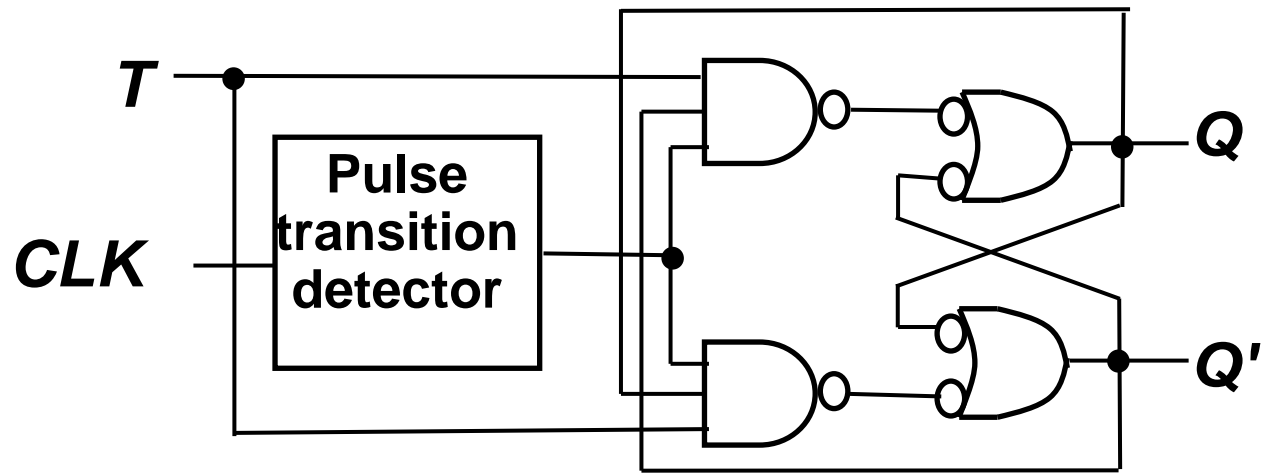 T
Q
Pulse
transition
detector
CLK
Q'